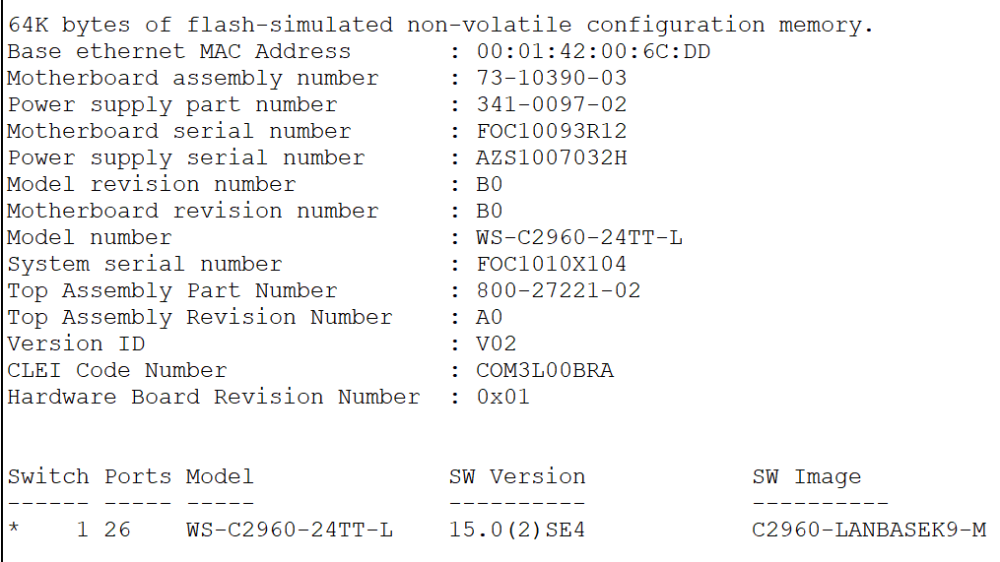 64K bytes of flash-simulated non-volatile configuration memory.
Base ethernet MAC Address       : 00:01:42:00:6C:DD
Motherboard assembly number     : 73-10390-03
Power supply part number        : 341-0097-02
Motherboard serial number       : FOC10093R12
Power supply serial number      : AZS1007032H
Model revision number           : B0
Motherboard revision number     : B0
Model number                    : WS-C2960-24TT-L
System serial number            : FOC1010X104
Top Assembly Part Number        : 800-27221-02
Top Assembly Revision Number    : A0
Version ID                      : V02
CLEI Code Number                : COM3L00BRA
Hardware Board Revision Number  : 0x01
Switch Ports Model              SW Version            SW Image
------ ----- -----              ----------            ----------
*    1 26    WS-C2960-24TT-L    15.0(2)SE4            C2960-LANBASEK9-M